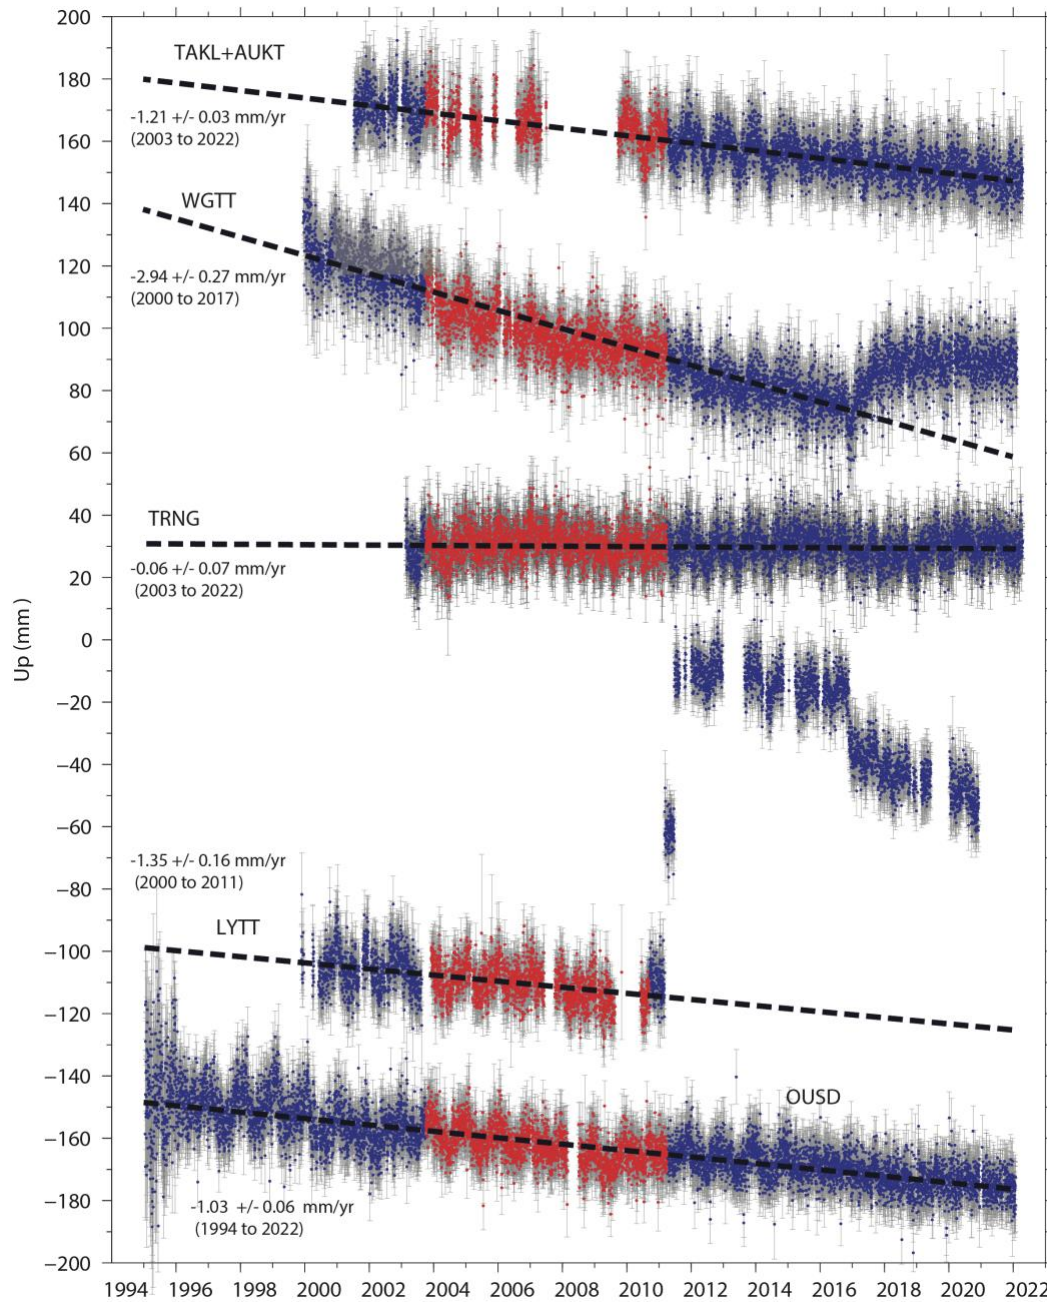 200
180
160
140
120
100
80
60
40
20
0
−20
−40
−60
−80
−100
−120
−140
−160
−180
−200
Up (mm)
TAKL+AUKT
-1.21 +/- 0.03 mm/yr
(2003 to 2022)
WGTT
-2.94 +/- 0.27 mm/yr
(2000 to 2017)
TRNG
-0.06 +/- 0.07 mm/yr
(2003 to 2022)
-1.35 +/- 0.16 mm/yr
(2000 to 2011)
LYTT
OUSD
-1.03 +/- 0.06 mm/yr
(1994 to 2022)
1994 1996 1998 2000 2002 2004 2006 2008 2010 2012 2014 2016 2018 2020 2022